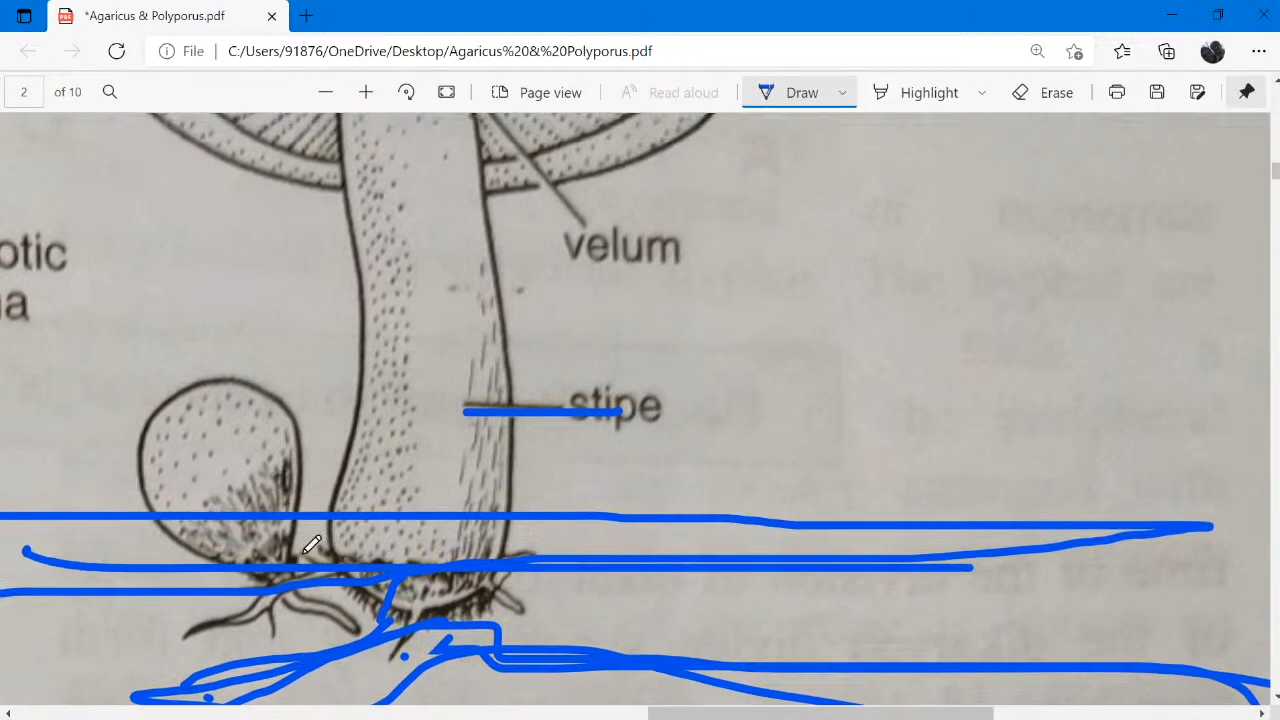 *Agaricus & Polyporus.pdf
File
C:/Users/91876/OneDrive/Desktop/Agaricus%20&%20Polyporus.pdf
2 of 10
Page view
Read aloud
Draw
Highlight
Erase
velum
otic
a
stipe